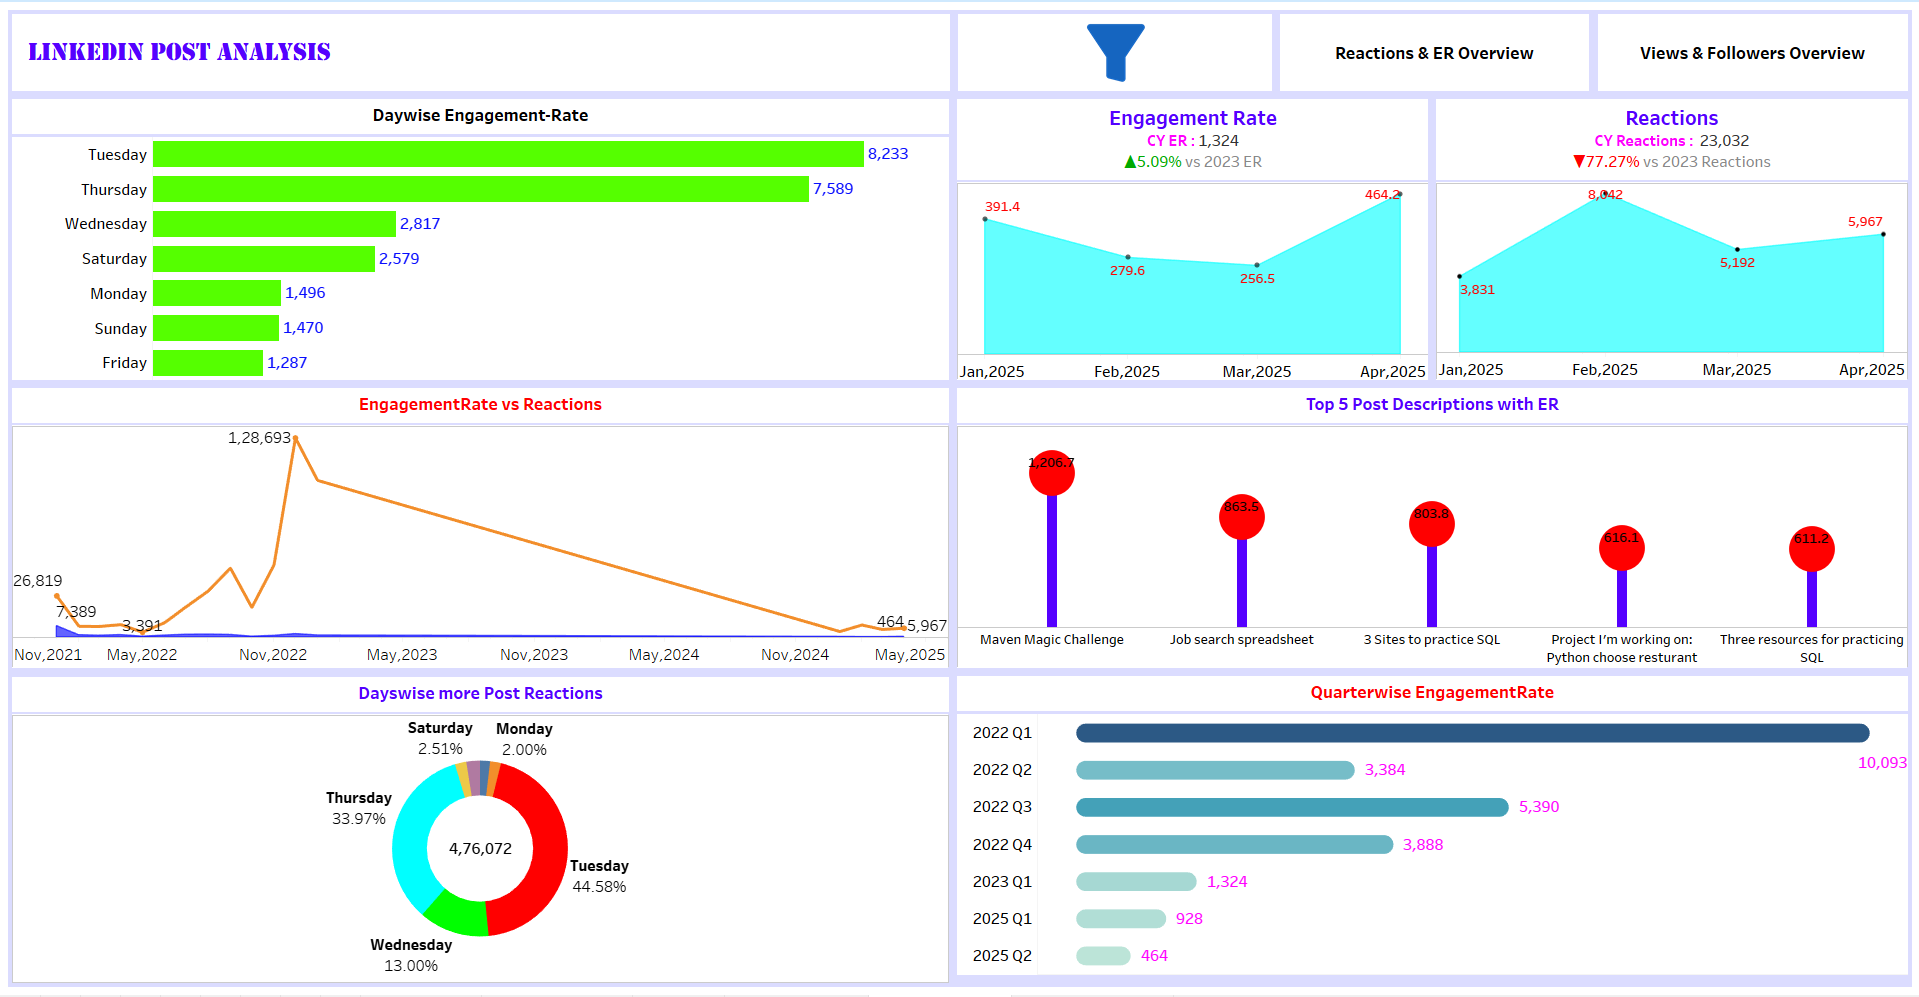 LINKEDIN POST ANALYSIS
Reactions & ER Overview
Views & Followers Overview
Daywise Engagement-Rate
Tuesday 8,233
Thursday 7,589
Wednesday 2,817
Saturday 2,579
Monday 1,496
Sunday 1,470
Friday 1,287
Engagement Rate
CY ER : 1,324
▲5.09% vs 2023 ER
391.4
279.6
256.5
464.2
Jan,2025 Feb,2025 Mar,2025 Apr,2025
Reactions
CY Reactions : 23,032
▼77.27% vs 2023 Reactions
3,831
8,042
5,192
5,967
Jan,2025 Feb,2025 Mar,2025 Apr,2025
EngagementRate vs Reactions
1,28,693
26,819
7,389
3,391
464
5,967
Nov,2021 May,2022 Nov,2022 May,2023 Nov,2023 May,2024 Nov,2024 May,2025
Top 5 Post Descriptions with ER
1,206.7
863.5
803.8
616.1
611.2
Maven Magic Challenge
Job search spreadsheet
3 Sites to practice SQL
Project I’m working on:
Python choose resturant
Three resources for practicing
SQL
Dayswise more Post Reactions
Saturday
2.51%
Monday
2.00%
Thursday
33.97%
4,76,072
Tuesday
44.58%
Wednesday
13.00%
Quarterwise EngagementRate
2022 Q1 10,093
2022 Q2 3,384
2022 Q3 5,390
2022 Q4 3,888
2023 Q1 1,324
2025 Q1 928
2025 Q2 464